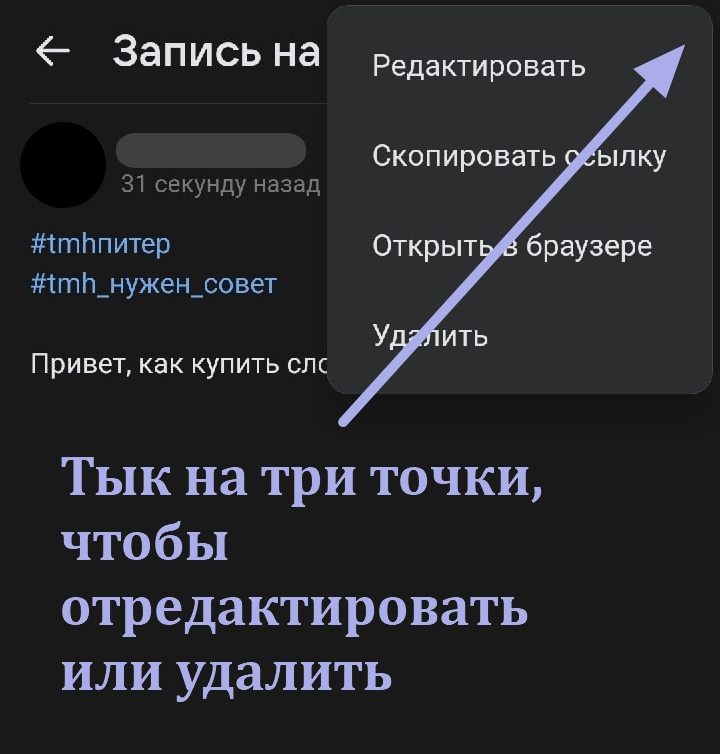 Запись на
Редактировать
Скопировать ссылку
Открыть в браузере
Удалить
31 секунду назад
#tmhпитер
#tmh_нужен_совет
Привет, как купить
Тык на три точки,
чтобы
отредактировать
или удалить